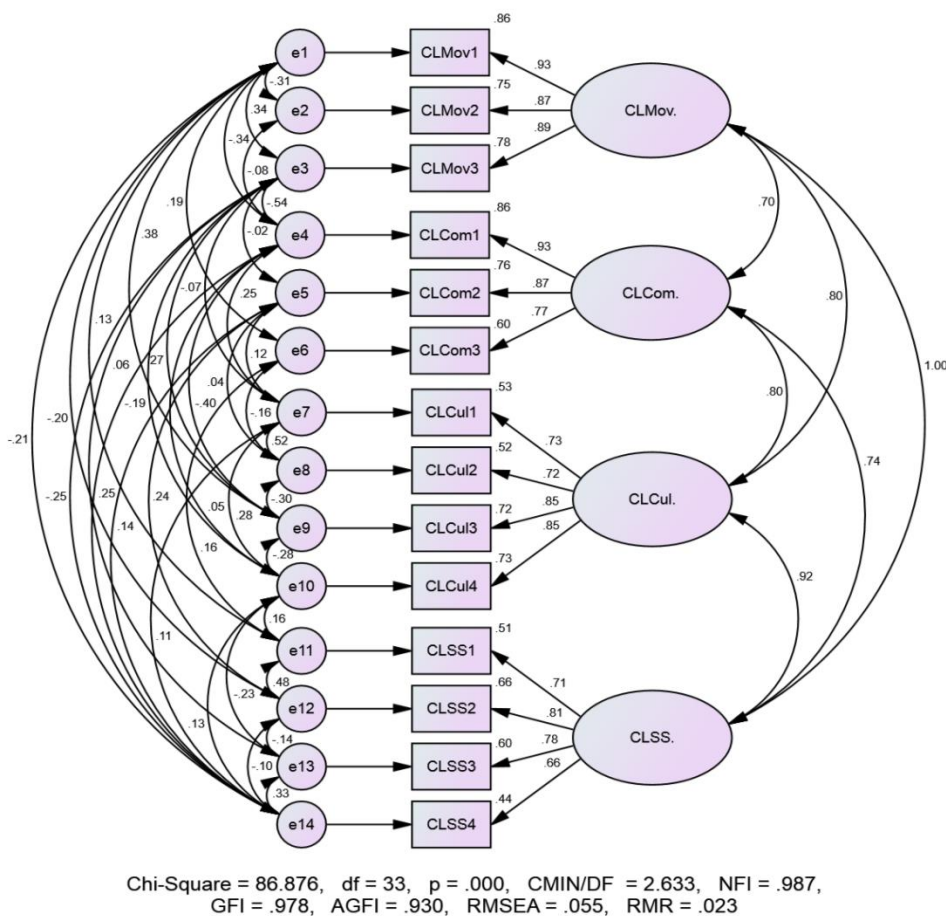 .86
e1 CLMov1
-.31 .93
.75
.34 e2 CLMov2 .87 CLMov.
-.34 .78 .89
-.08 e3 CLMov3
.19 -.54 .86 .70
.38 -.02 e4 CLCom1 .93
-.07 .25 .76
e5 CLCom2 .87 CLCom. .80
.13 .60 .77
.12 e6 CLCom3
.06 .27 .04 .53 1.00
-.19 -.40 -.16 e7 CLCul1 .80
-.20 .52 .52 .73
-.21 e8 CLCul2 .72 .74
-.25 .25 .24 -.30 .72 .85 CLCul.
.14 .05 .28 e9 CLCul3
.16 -.28 .73 .85
e10 CLCul4 .92
.16 .51
e11 CLSS1
.11 .48 .66 .71
-.23 e12 CLSS2 .81
.13 -.14 .60 .78 CLSS.
-.10 e13 CLSS3
.33 .44 .66
e14 CLSS4
Chi-Square = 86.876, df = 33, p = .000, CMIN/DF = 2.633, NFI = .987,
GFI = .978, AGFI = .930, RMSEA = .055, RMR = .023